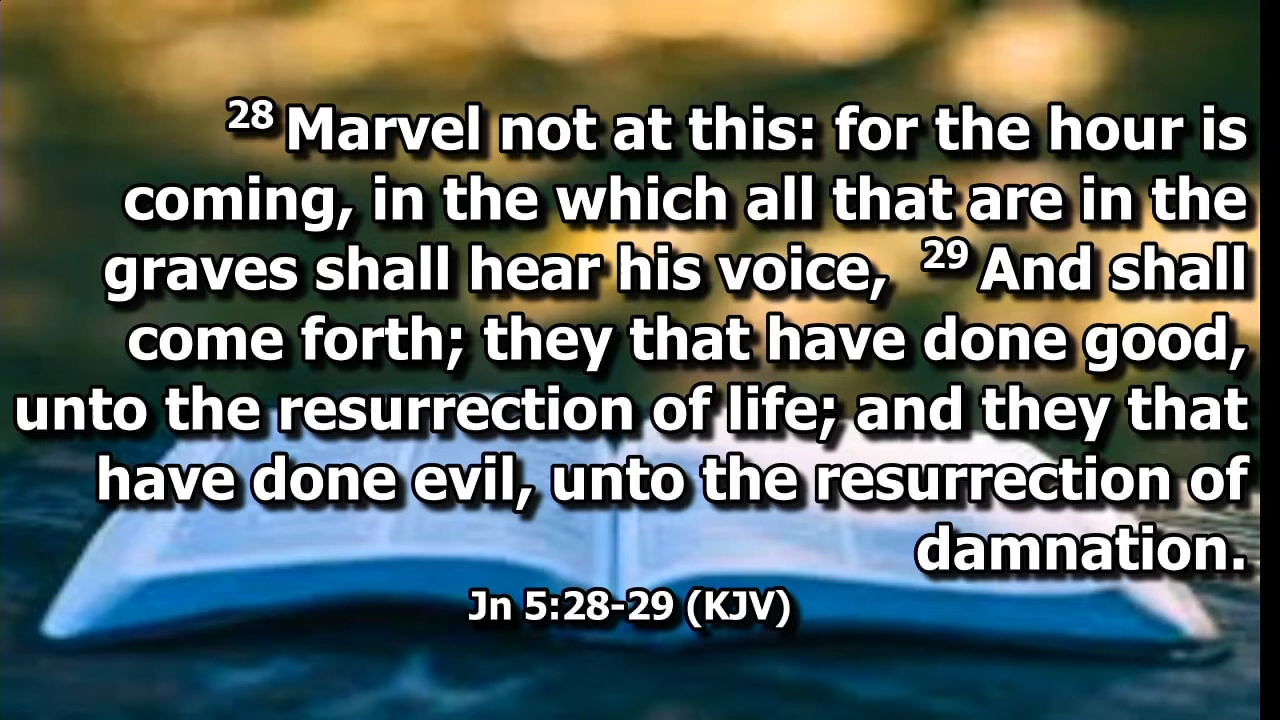 28 Marvel not at this: for the hour is
coming, in the which all that are in the
graves shall hear his voice, 29 And shall
come forth; they that have done good,
unto the resurrection of life; and they that
have done evil, unto the resurrection of
damnation.
Jn 5:28-29 (KJV)